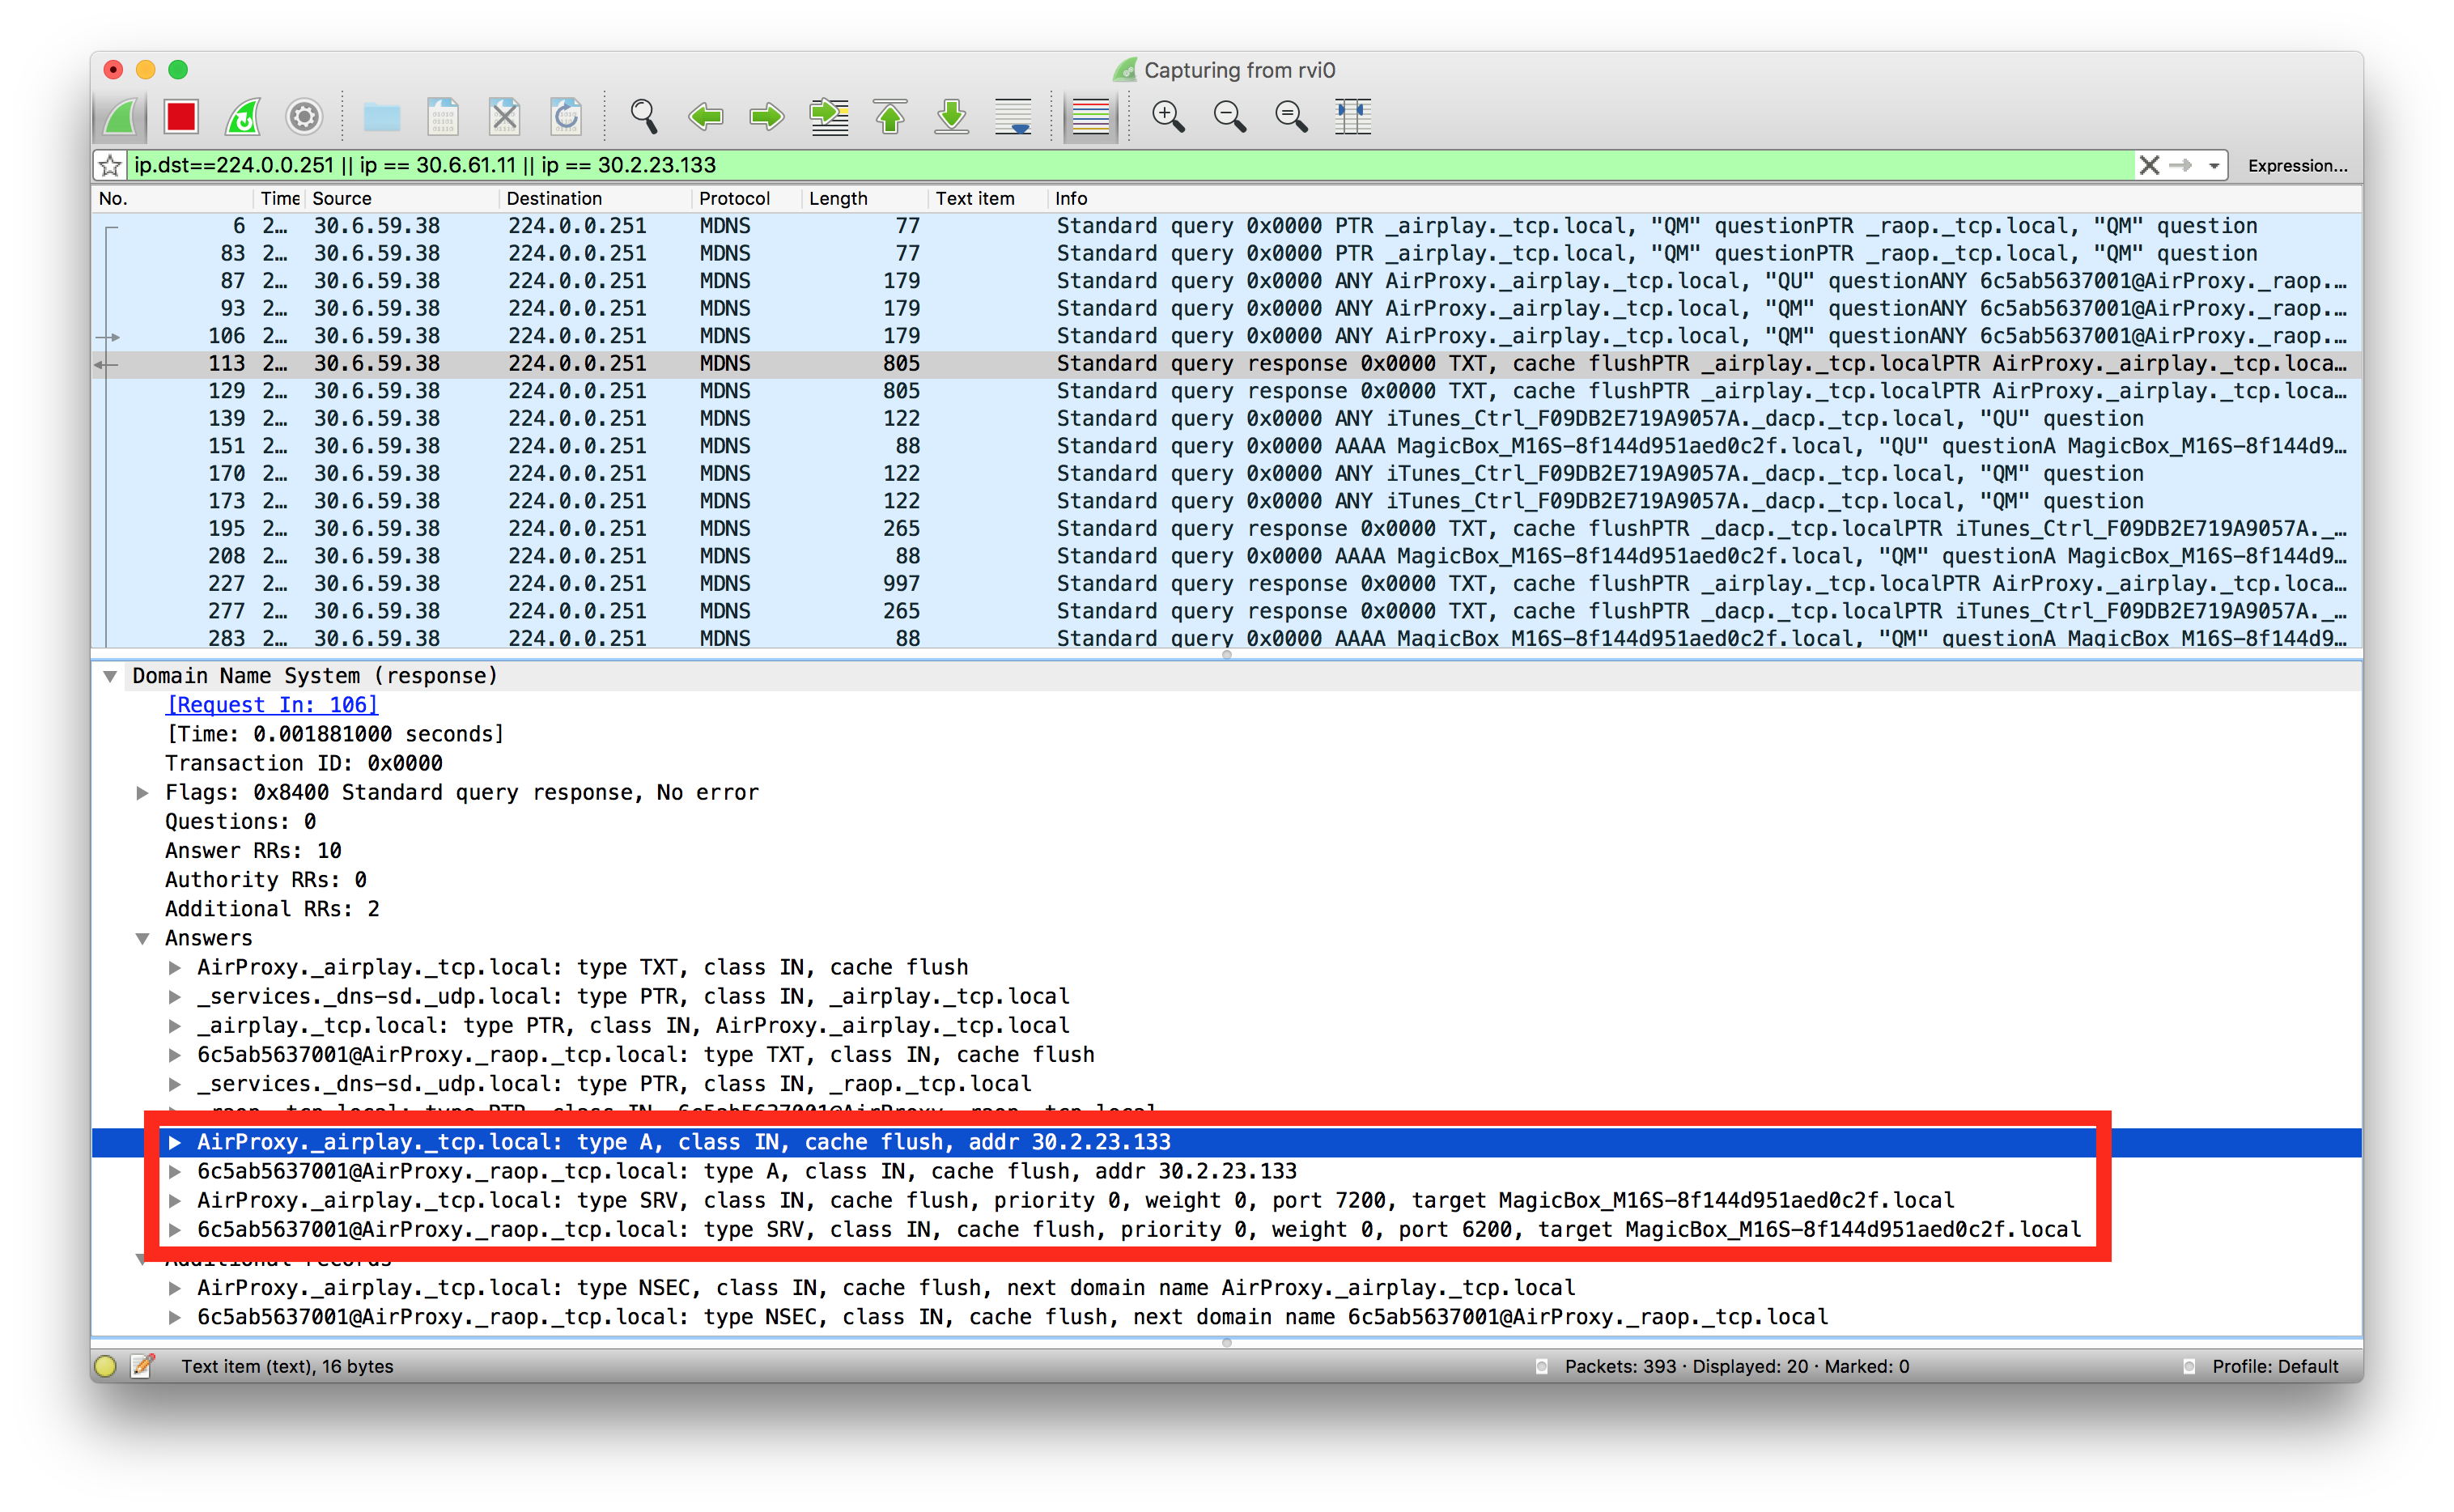 Capturing from rvi0
ip.dst==224.0.0.251 || ip == 30.6.61.11 || ip == 30.2.23.133 Expression...
No. Time Source Destination Protocol Length Text item Info
6 2... 30.6.59.38 224.0.0.251 MDNS 77 Standard query 0x0000 PTR _airplay._tcp.local, "QM" questionPTR _raop._tcp.local, "QM" question
83 2... 30.6.59.38 224.0.0.251 MDNS 77 Standard query 0x0000 PTR _airplay._tcp.local, "QM" questionPTR _raop._tcp.local, "QM" question
87 2... 30.6.59.38 224.0.0.251 MDNS 179 Standard query 0x0000 ANY AirProxy._airplay._tcp.local, "QU" questionANY 6c5ab5637001@AirProxy._raop....
93 2... 30.6.59.38 224.0.0.251 MDNS 179 Standard query 0x0000 ANY AirProxy._airplay._tcp.local, "QM" questionANY 6c5ab5637001@AirProxy._raop....
106 2... 30.6.59.38 224.0.0.251 MDNS 179 Standard query 0x0000 ANY AirProxy._airplay._tcp.local, "QM" questionANY 6c5ab5637001@AirProxy._raop....
113 2... 30.6.59.38 224.0.0.251 MDNS 805 Standard query response 0x0000 TXT, cache flushPTR _airplay._tcp.localPTR AirProxy._airplay._tcp.loca...
129 2... 30.6.59.38 224.0.0.251 MDNS 805 Standard query response 0x0000 TXT, cache flushPTR _airplay._tcp.localPTR AirProxy._airplay._tcp.loca...
139 2... 30.6.59.38 224.0.0.251 MDNS 122 Standard query 0x0000 ANY iTunes_Ctrl_F09DB2E719A9057A._dacp._tcp.local, "QU" question
151 2... 30.6.59.38 224.0.0.251 MDNS 88 Standard query 0x0000 AAAA MagicBox_M16S-8f144d951aed0c2f.local, "QU" questionA MagicBox_M16S-8f144d9...
170 2... 30.6.59.38 224.0.0.251 MDNS 122 Standard query 0x0000 ANY iTunes_Ctrl_F09DB2E719A9057A._dacp._tcp.local, "QM" question
173 2... 30.6.59.38 224.0.0.251 MDNS 122 Standard query 0x0000 ANY iTunes_Ctrl_F09DB2E719A9057A._dacp._tcp.local, "QM" question
195 2... 30.6.59.38 224.0.0.251 MDNS 265 Standard query response 0x0000 TXT, cache flushPTR _dacp._tcp.localPTR iTunes_Ctrl_F09DB2E719A9057A._...
208 2... 30.6.59.38 224.0.0.251 MDNS 88 Standard query 0x0000 AAAA MagicBox_M16S-8f144d951aed0c2f.local, "QM" questionA MagicBox_M16S-8f144d9...
227 2... 30.6.59.38 224.0.0.251 MDNS 997 Standard query response 0x0000 TXT, cache flushPTR _airplay._tcp.localPTR AirProxy._airplay._tcp.loca...
277 2... 30.6.59.38 224.0.0.251 MDNS 265 Standard query response 0x0000 TXT, cache flushPTR _dacp._tcp.localPTR iTunes_Ctrl_F09DB2E719A9057A._...
283 2... 30.6.59.38 224.0.0.251 MDNS 88 Standard query 0x0000 AAAA MagicBox_M16S-8f144d951aed0c2f.local, "QM" questionA MagicBox_M16S-8f144d9...
Domain Name System (response)
[Request In: 106]
[Time: 0.001881000 seconds]
Transaction ID: 0x0000
Flags: 0x8400 Standard query response, No error
Questions: 0
Answer RRs: 10
Authority RRs: 0
Additional RRs: 2
Answers
AirProxy._airplay._tcp.local: type TXT, class IN, cache flush
_services._dns-sd._udp.local: type PTR, class IN, _airplay._tcp.local
_airplay._tcp.local: type PTR, class IN, AirProxy._airplay._tcp.local
6c5ab5637001@AirProxy._raop._tcp.local: type TXT, class IN, cache flush
_services._dns-sd._udp.local: type PTR, class IN, _raop._tcp.local
_raop._tcp.local: type PTR, class IN, 6c5ab5637001@AirProxy._raop._tcp.local
AirProxy._airplay._tcp.local: type A, class IN, cache flush, addr 30.2.23.133
6c5ab5637001@AirProxy._raop._tcp.local: type A, class IN, cache flush, addr 30.2.23.133
AirProxy._airplay._tcp.local: type SRV, class IN, cache flush, priority 0, weight 0, port 7200, target MagicBox_M16S-8f144d951aed0c2f.local
6c5ab5637001@AirProxy._raop._tcp.local: type SRV, class IN, cache flush, priority 0, weight 0, port 6200, target MagicBox_M16S-8f144d951aed0c2f.local
Additional records
AirProxy._airplay._tcp.local: type NSEC, class IN, cache flush, next domain name AirProxy._airplay._tcp.local
6c5ab5637001@AirProxy._raop._tcp.local: type NSEC, class IN, cache flush, next domain name 6c5ab5637001@AirProxy._raop._tcp.local
Text item (text), 16 bytes Packets: 393 · Displayed: 20 · Marked: 0 Profile: Default